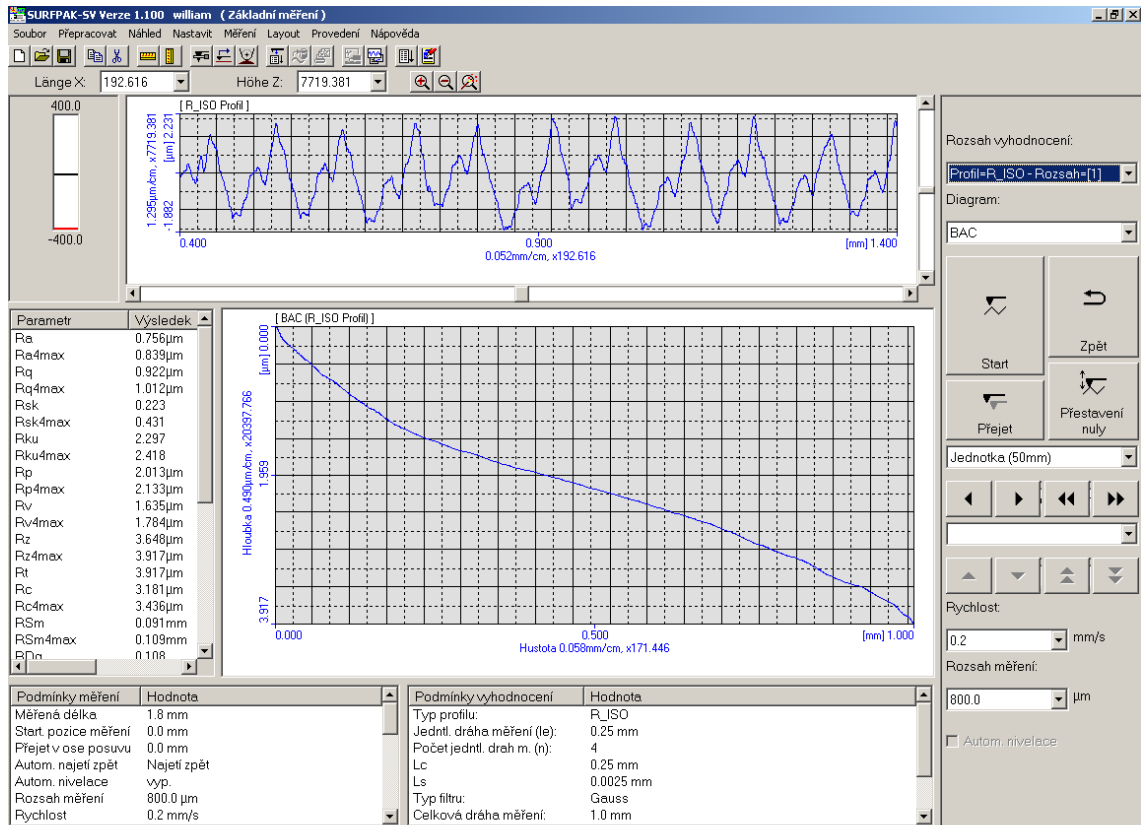 SURFPAK-SV Verze 1.100 william ( Základní měření )
Soubor Přepracovat Náhled Nastavit Měření Layout Provedení Nápověda
Länge X: 192.616 Höhe Z: 7719.381
400.0
-400.0
[ R_ISO Profil ]
1.295µm/cm, x7719.381
-1.882 [µm] 2.231
0.400 0.900 [mm] 1.400
0.052mm/cm, x192.616
Rozsah vyhodnocení:
Profil=R_ISO - Rozsah=[1]
Diagram:
BAC
Start
Zpět
Přejet
Přestavení
nuly
Jednotka (50mm)
Rychlost:
0.2 mm/s
Rozsah měření:
800.0 µm
Autom. nivelace
Parametr Výsledek
Ra 0.756µm
Ra4max 0.839µm
Rq 0.922µm
Rq4max 1.012µm
Rsk 0.223
Rsk4max 0.431
Rku 2.297
Rku4max 2.418
Rp 2.013µm
Rp4max 2.133µm
Rv 1.635µm
Rv4max 1.784µm
Rz 3.648µm
Rz4max 3.917µm
Rt 3.917µm
Rc 3.181µm
Rc4max 3.436µm
RSm 0.091mm
RSm4max 0.109mm
RDq 0.108
[ BAC (R_ISO Profil) ]
Hloubka 0.490µm/cm, x20397.766
3.917 1.959 [µm] 0.000
0.000 0.500 [mm] 1.000
Hustota 0.058mm/cm, x171.446
Podmínky měření Hodnota
Měřená délka 1.8 mm
Start. pozice měření 0.0 mm
Přejet v ose posuvu 0.0 mm
Autom. najetí zpět Najetí zpět
Autom. nivelace vyp.
Rozsah měření 800.0 µm
Rychlost 0.2 mm/s
Podmínky vyhodnocení Hodnota
Typ profilu: R_ISO
Jedntl. dráha měření (le): 0.25 mm
Počet jedntl. drah m. (n): 4
Lc 0.25 mm
Ls 0.0025 mm
Typ filtru: Gauss
Celková dráha měření: 1.0 mm